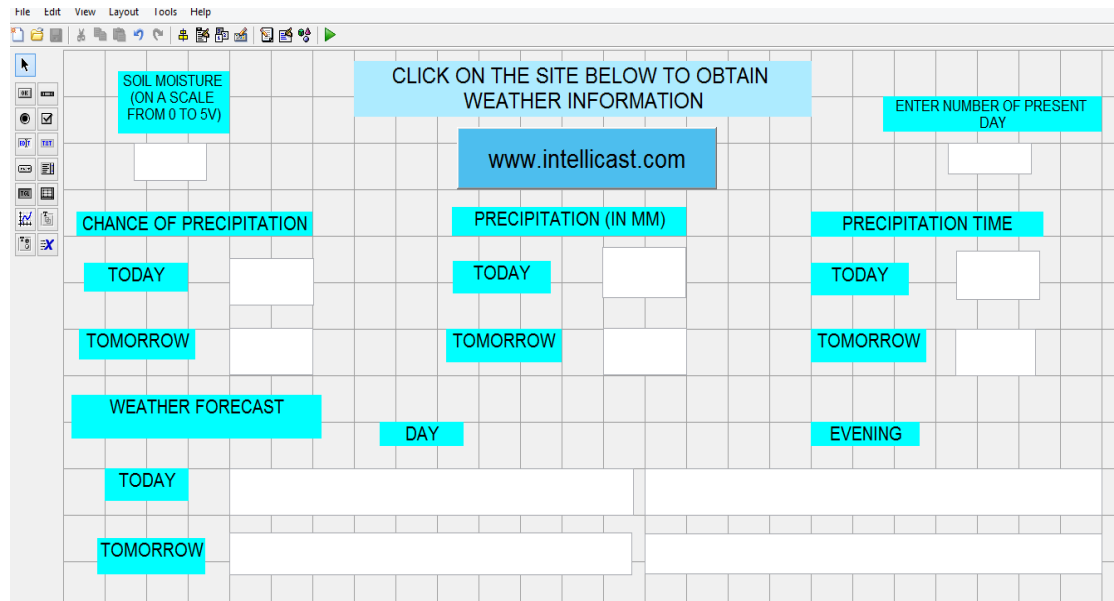 File Edit View Layout Tools Help
SOIL MOISTURE
(ON A SCALE
FROM 0 TO 5V)
CLICK ON THE SITE BELOW TO OBTAIN
WEATHER INFORMATION
ENTER NUMBER OF PRESENT
DAY
www.intellicast.com
CHANCE OF PRECIPITATION
PRECIPITATION (IN MM)
PRECIPITATION TIME
TODAY
TODAY
TODAY
TOMORROW
TOMORROW
TOMORROW
WEATHER FORECAST
DAY
EVENING
TODAY
TOMORROW